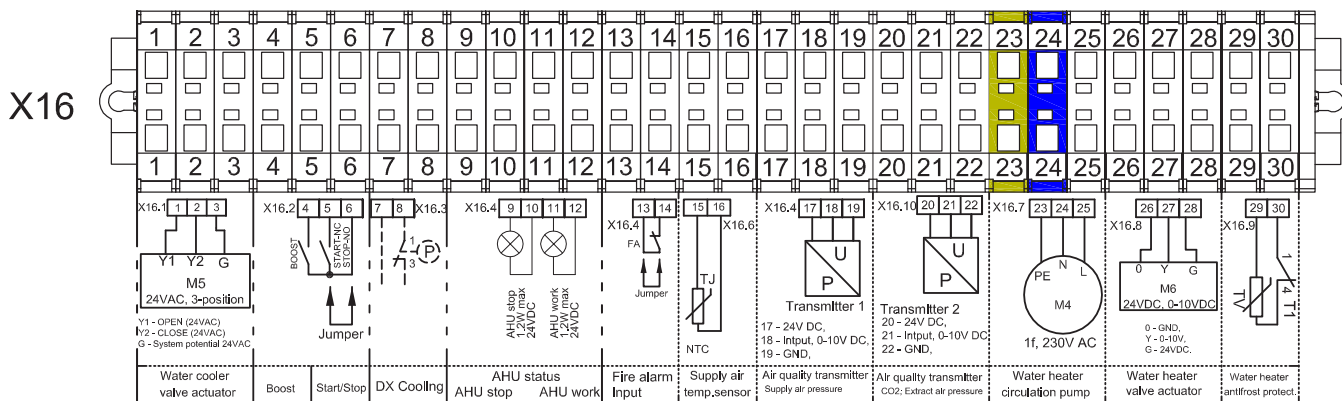 1 2 3 4 5 6 7 8 9 10 11 12 13 14 15 16 17 18 19 20 21 22 23 24 25 26 27 28 29 30
X16
1 2 3 4 5 6 7 8 9 10 11 12 13 14 15 16 17 18 19 20 21 22 23 24 25 26 27 28 29 30
X16.1 1 2 3
Y1 Y2 G
M5
24VAC, 3-position
Y1 - OPEN (24VAC)
Y2 - CLOSE (24VAC)
G - System potential 24VAC
Water cooler
valve actuator
X16.2 4 5 6
BOOST
START-NC
STOP-NO
Jumper
Boost
Start/Stop
7 8 X16.3
1
3
P
DX Cooling
X16.4 9 10 11 12
AHU stop
1,2W max
24VDC
AHU work
1,2W max
24VDC
AHU status
AHU stop AHU work
13 14
X16.4
FA
Jumper
Fire alarm
Input
15 16
X16.6
TJ
NTC
Supply air
temp.sensor
X16.4 17 18 19
U
P
Transmitter 1
17 - 24V DC,
18 - Intput, 0-10V DC,
19 - GND,
Air quality transmitter
Supply air pressure
X16.10 20 21 22
U
P
Transmitter 2
20 - 24V DC,
21 - Intput, 0-10V DC
22 - GND,
Air quality transmitter
CO2; Extract air pressure
X16.7 23 24 25
PE N L
M4
1f, 230V AC
Water heater
circulation pump
26 27 28
X16.8
0 Y G
M6
24VDC, 0-10VDC
0 - GND,
Y - 0-10V,
G - 24VDC.
Water heater
valve actuator
29 30
X16.9
TV
1
4
T1
Water heater
antifrost protect.